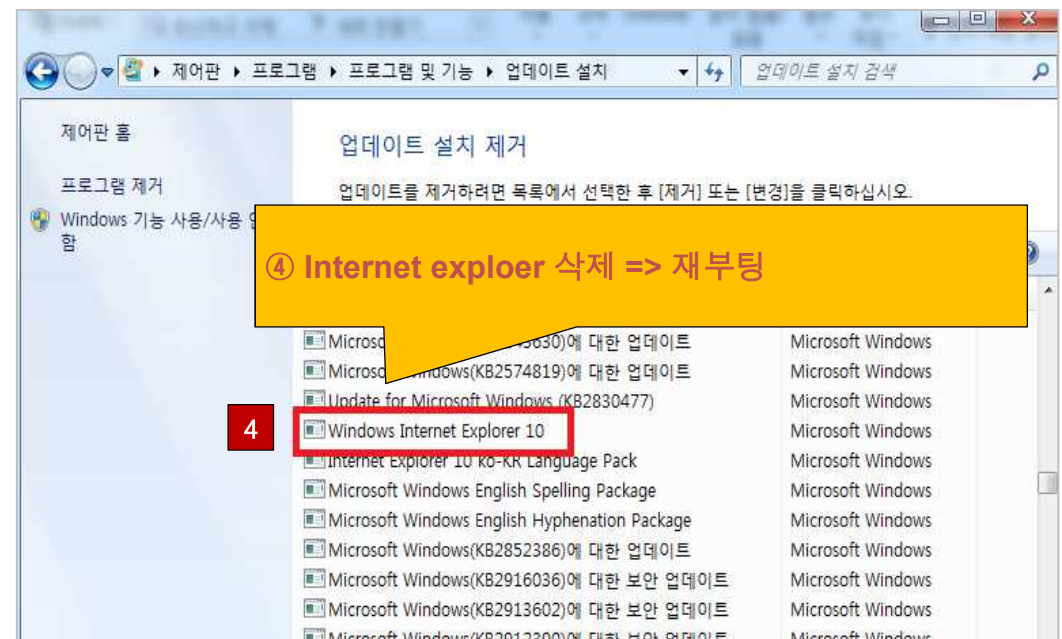 제어판 ▸ 프로그램 ▸ 프로그램 및 기능 ▸ 업데이트 설치
업데이트 설치 검색
제어판 홈
프로그램 제거
Windows 기능 사용/사용
함
업데이트 설치 제거
업데이트를 제거하려면 목록에서 선택한 후 [제거] 또는 [변경]을 클릭하십시오.
④ Internet exploer 삭제 => 재부팅
에 대한 업데이트 Microsoft Windows
(KB2574819)에 대한 업데이트 Microsoft Windows
Update for Microsoft Windows (KB2830477) Microsoft Windows
4
Windows Internet Explorer 10 Microsoft Windows
Internet Explorer 10 ko-KR Language Pack Microsoft Windows
Microsoft Windows English Spelling Package Microsoft Windows
Microsoft Windows English Hyphenation Package Microsoft Windows
Microsoft Windows(KB2852386)에 대한 업데이트 Microsoft Windows
Microsoft Windows(KB2916036)에 대한 보안 업데이트 Microsoft Windows
Microsoft Windows(KB2913602)에 대한 보안 업데이트 Microsoft Windows